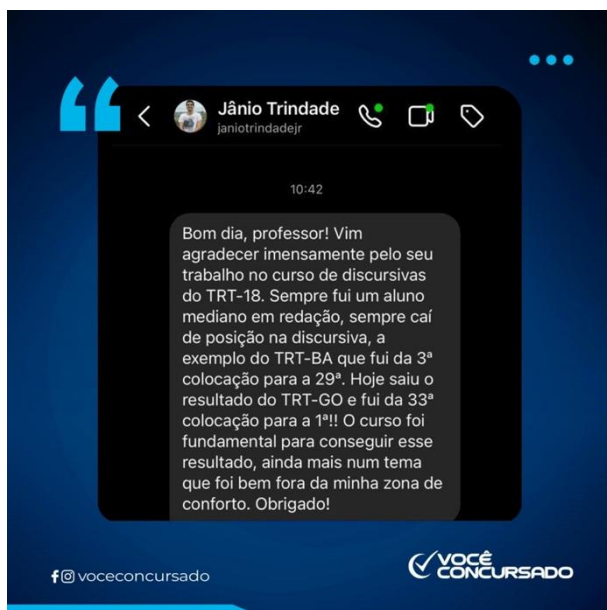 Jânio Trindade
janiotrindadejr
10:42
Bom dia, professor! Vim
agradecer imensamente pelo seu
trabalho no curso de discursivas
do TRT-18. Sempre fui um aluno
mediano em redação, sempre caí
de posição na discursiva, a
exemplo do TRT-BA que fui da 3ª
colocação para a 29ª. Hoje saiu o
resultado do TRT-GO e fui da 33ª
colocação para a 1ª!! O curso foi
fundamental para conseguir esse
resultado, ainda mais num tema
que foi bem fora da minha zona de
conforto. Obrigado!
voceconcursado
VOCÊ
CONCURSADO